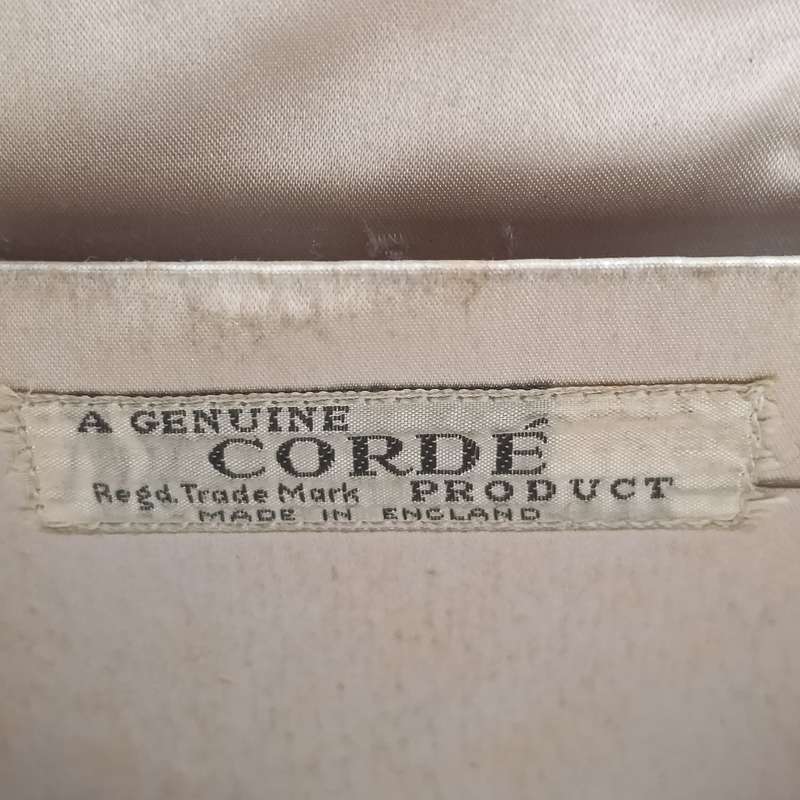 A GENUINE
CORDÉ
Regd. Trade Mark PRODUCT
MADE IN ENGLAND